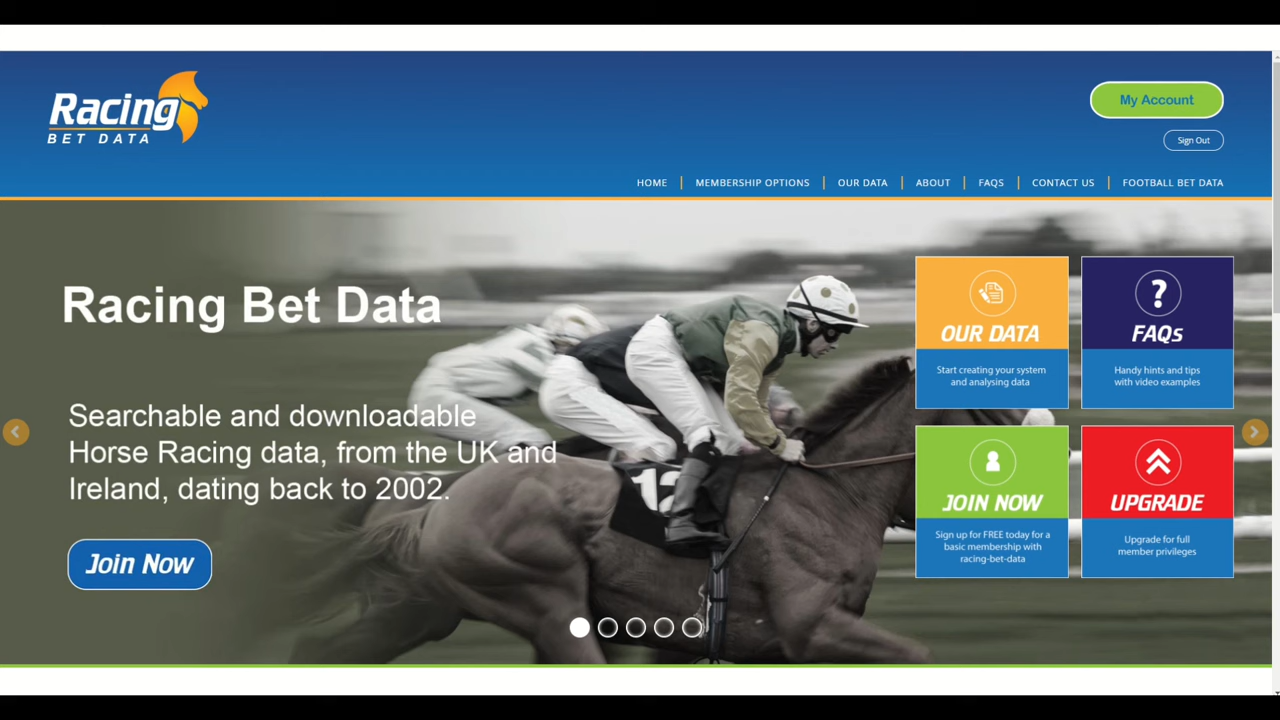 Racing
BET DATA
My Account
Sign Out
HOME
MEMBERSHIP OPTIONS
OUR DATA
ABOUT
FAQS
CONTACT US
FOOTBALL BET DATA
Racing Bet Data
Searchable and downloadable
Horse Racing data, from the UK and
Ireland, dating back to 2002.
Join Now
12
OUR DATA
Start creating your system
and analysing data
?
FAQs
Handy hints and tips
with video examples
JOIN NOW
Sign up for FREE today for a
basic membership with
racing-bet-data
UPGRADE
Upgrade for full
member privileges